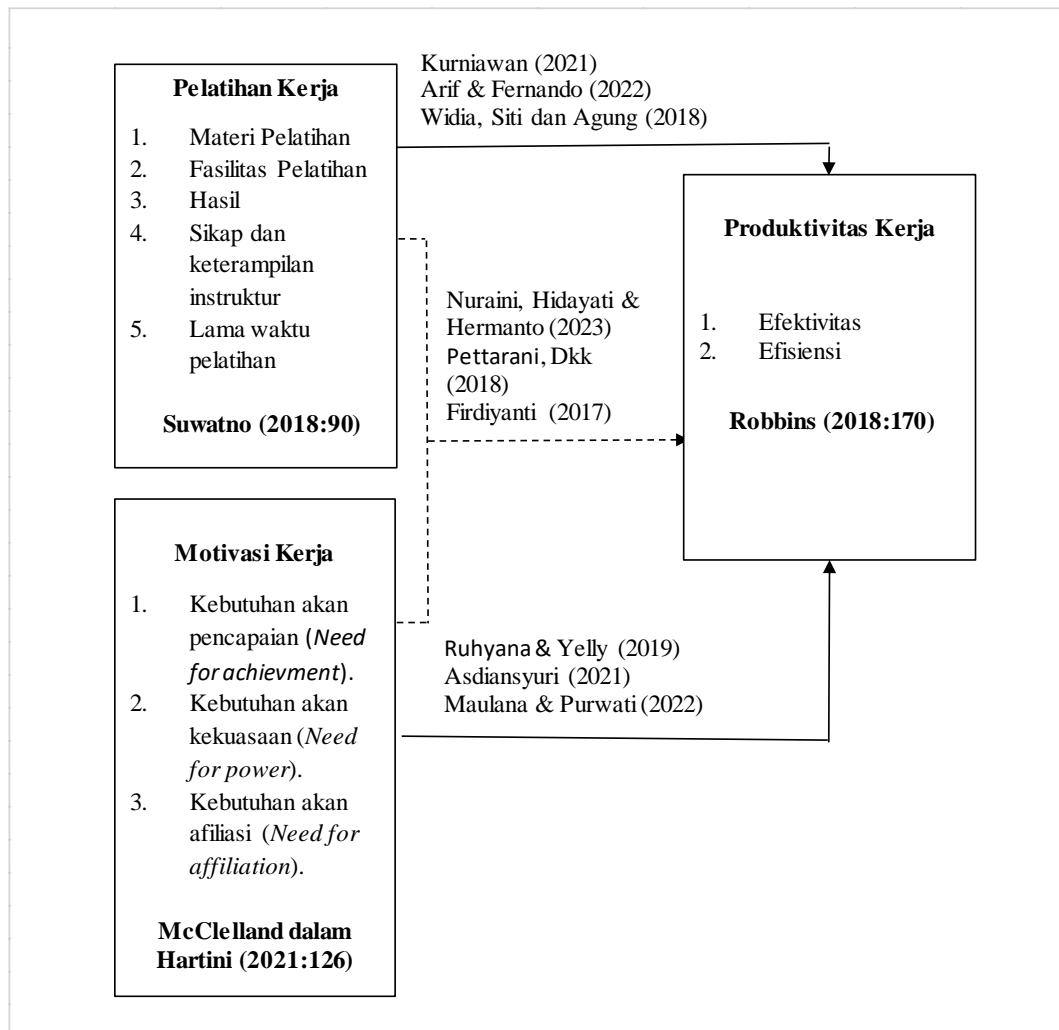 Pelatihan Kerja
1. Materi Pelatihan
2. Fasilitas Pelatihan
3. Hasil
4. Sikap dan
keterampilan
instruktur
5. Lama waktu
pelatihan
Suwatno (2018:90)
Kurniawan (2021)
Arif & Fernando (2022)
Widia, Siti dan Agung (2018)
Nuraini, Hidayati &
Hermanto (2023)
Pettarani, Dkk
(2018)
Firdiyanti (2017)
Produktivitas Kerja
1. Efektivitas
2. Efisiensi
Robbins (2018:170)
Motivasi Kerja
1. Kebutuhan akan
pencapaian (Need
for achievment).
2. Kebutuhan akan
kekuasaan (Need
for power).
3. Kebutuhan akan
afiliasi (Need for
affiliation).
McClelland dalam
Hartini (2021:126)
Ruhyana & Yelly (2019)
Asdiansyuri (2021)
Maulana & Purwati (2022)